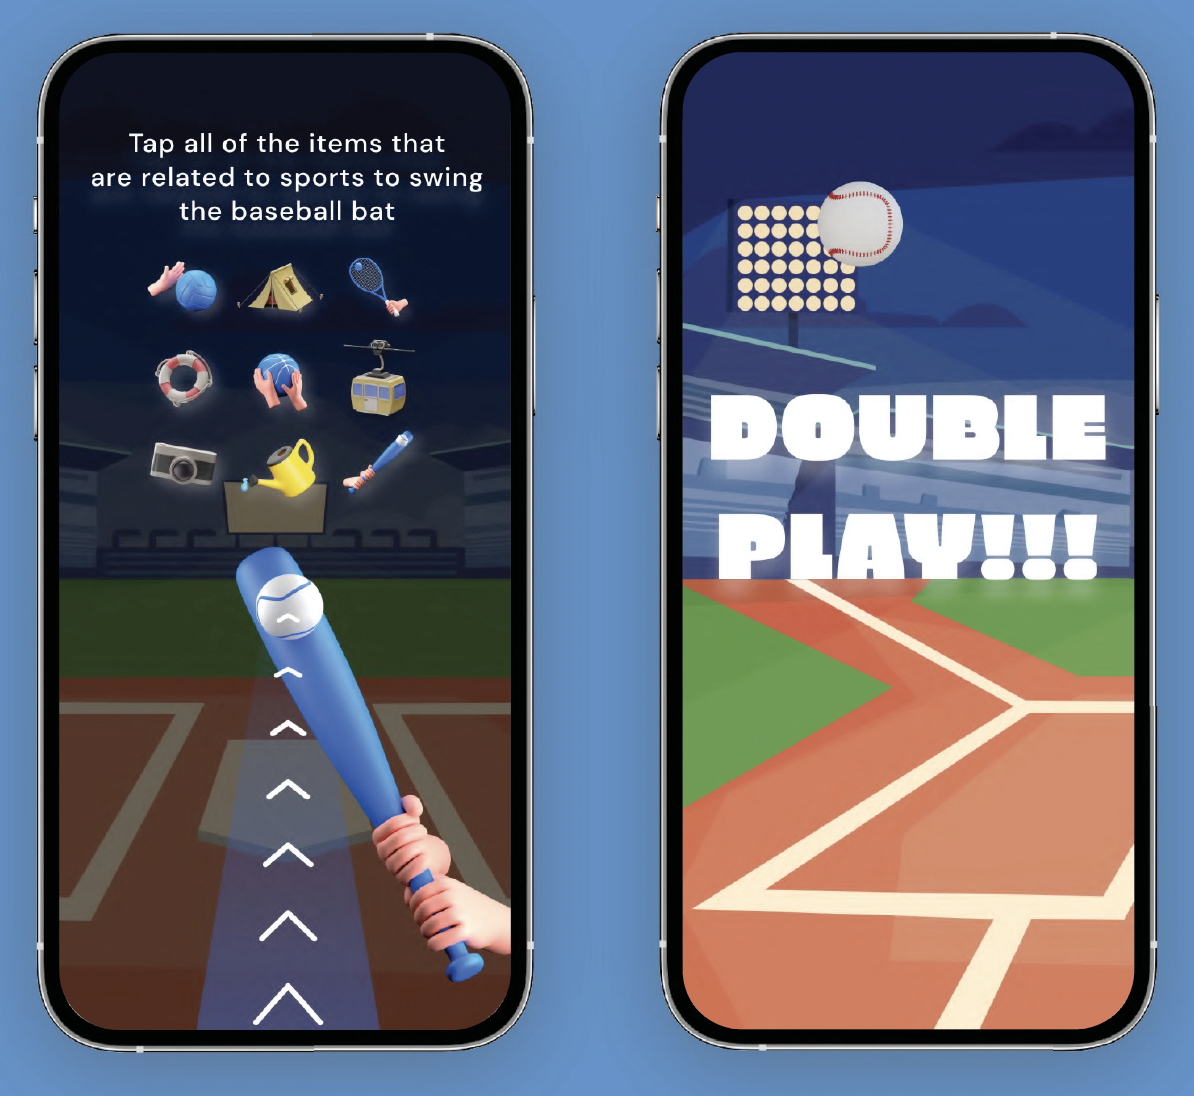 Tap all of the items that
are related to sports to swing
the baseball bat
DOUBLE
PLAY!!!